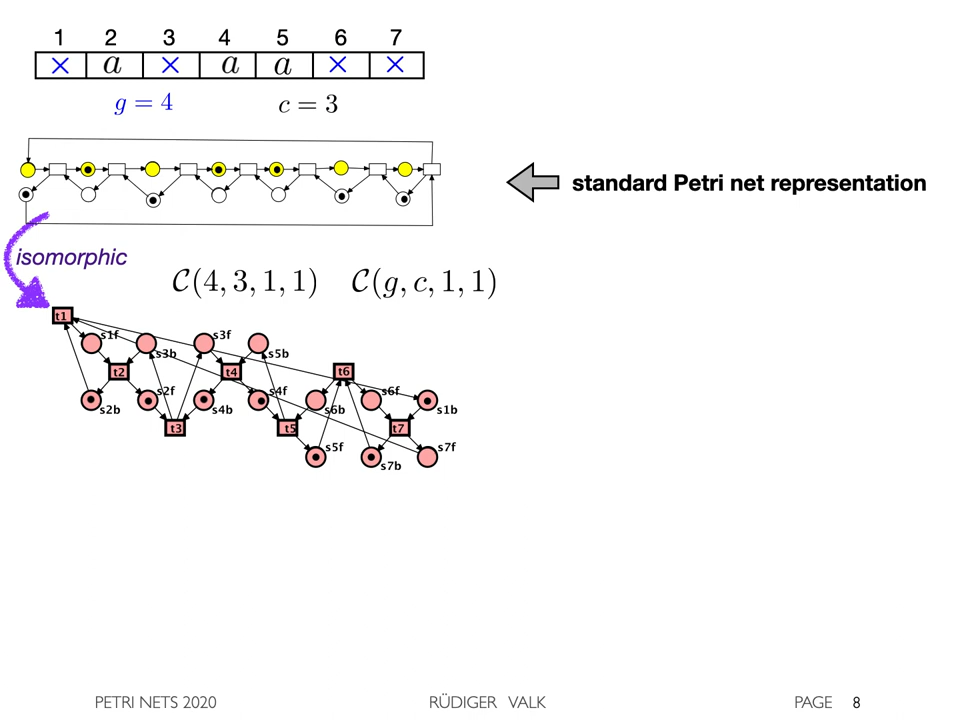 1 2 3 4 5 6 7
× a × a a × ×
g = 4 c = 3
standard Petri net representation
isomorphic
C(4, 3, 1, 1) C(g, c, 1, 1)
t1
s1f s3b s3f s5b
t2 t4 t6
s2b s2f s4b s4f s6b s6f s1b
t3 t5 t7
s5f s7b s7f
PETRI NETS 2020 RÜDIGER VALK PAGE 8